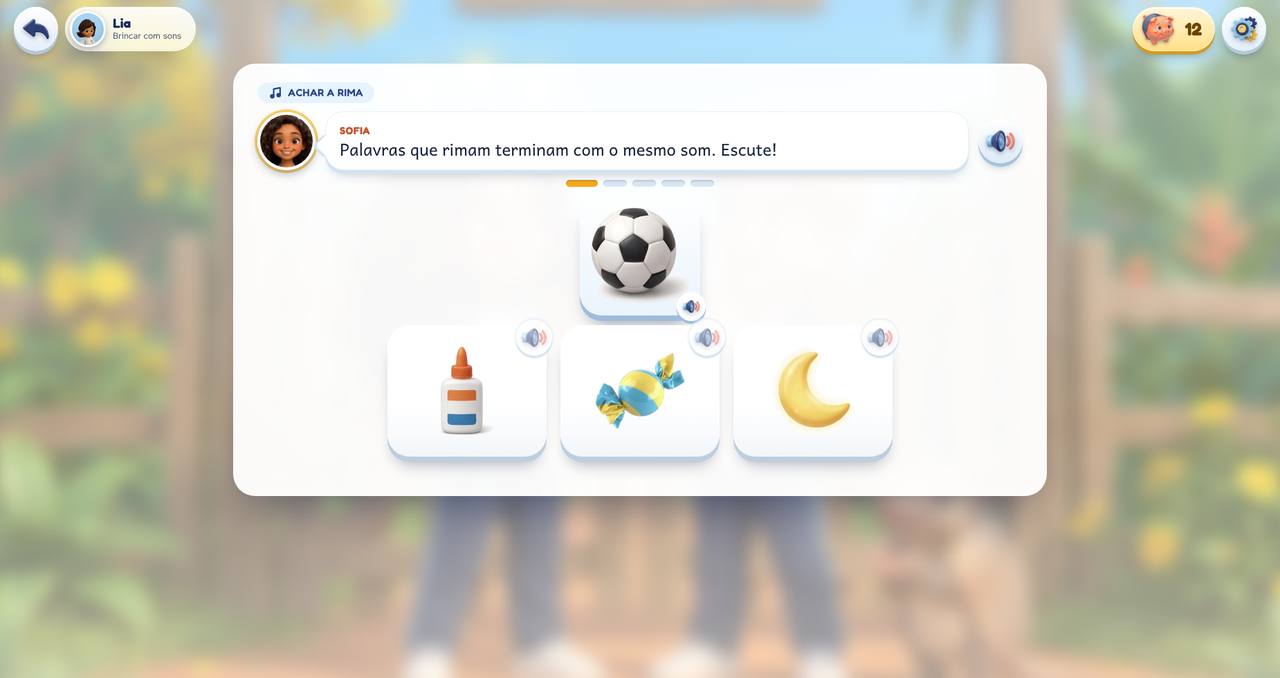 Lia
Brincar com sons
12
ACHAR A RIMA
SOFIA
Palavras que rimam terminam com o mesmo som. Escute!